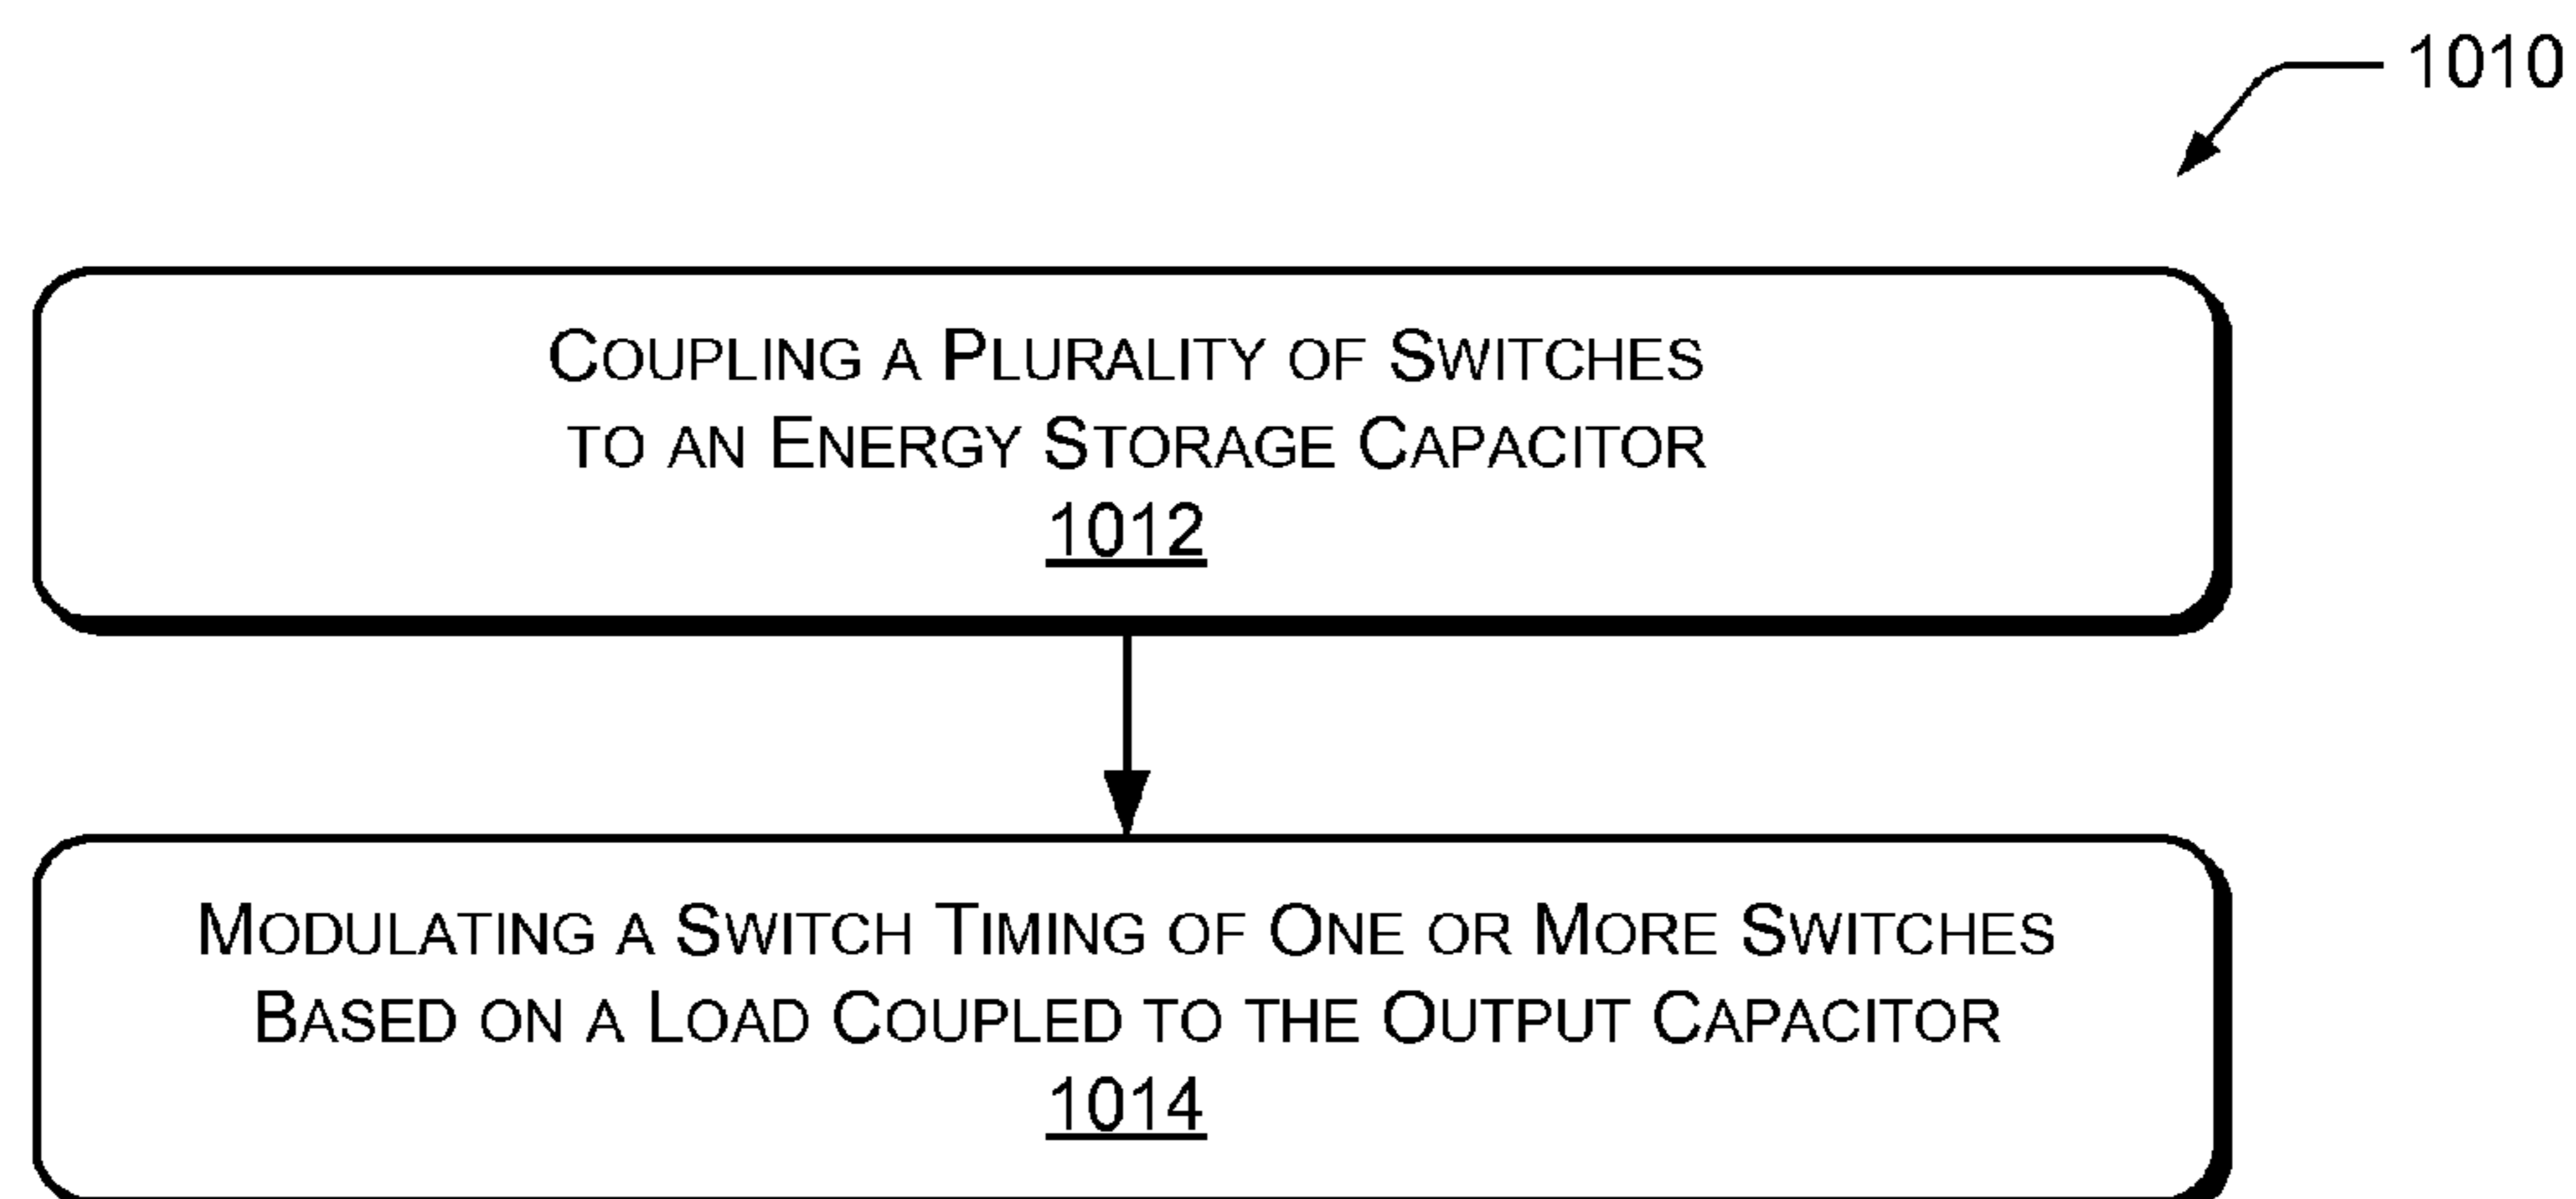 1010
COUPLING A PLURALITY OF SWITCHES
TO AN ENERGY STORAGE CAPACITOR
1012
MODULATING A SWITCH TIMING OF ONE OR MORE SWITCHES
BASED ON A LOAD COUPLED TO THE OUTPUT CAPACITOR
1014